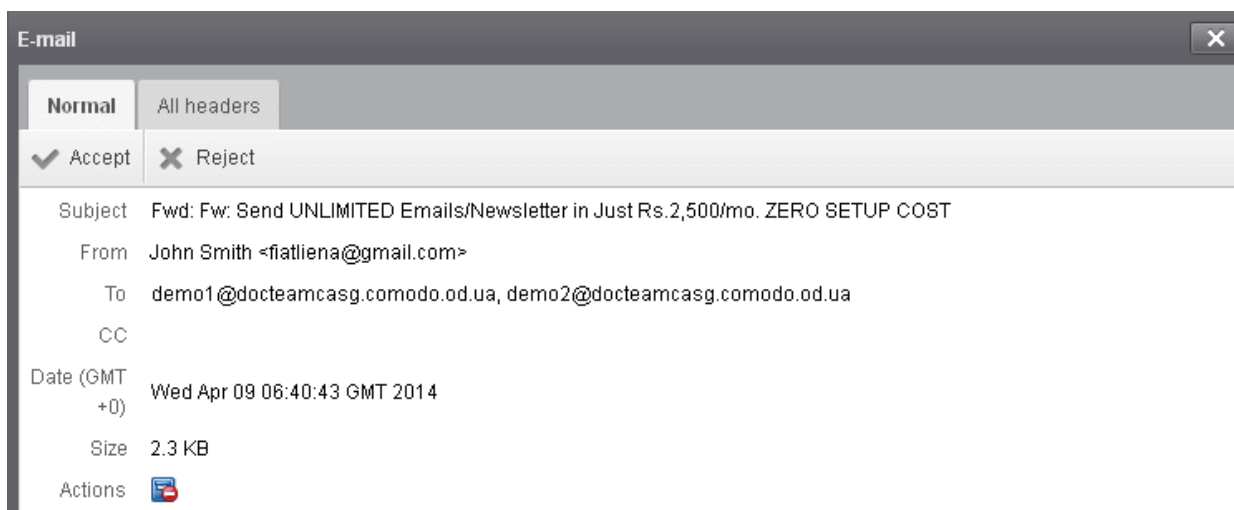 E-mail
Normal All headers
Accept Reject
Subject Fwd: Fw: Send UNLIMITED Emails/Newsletter in Just Rs.2,500/mo. ZERO SETUP COST
From John Smith <fiatliena@gmail.com>
To demo1@docteamcasg.comodo.od.ua, demo2@docteamcasg.comodo.od.ua
CC
Date (GMT
+0) Wed Apr 09 06:40:43 GMT 2014
Size 2.3 KB
Actions